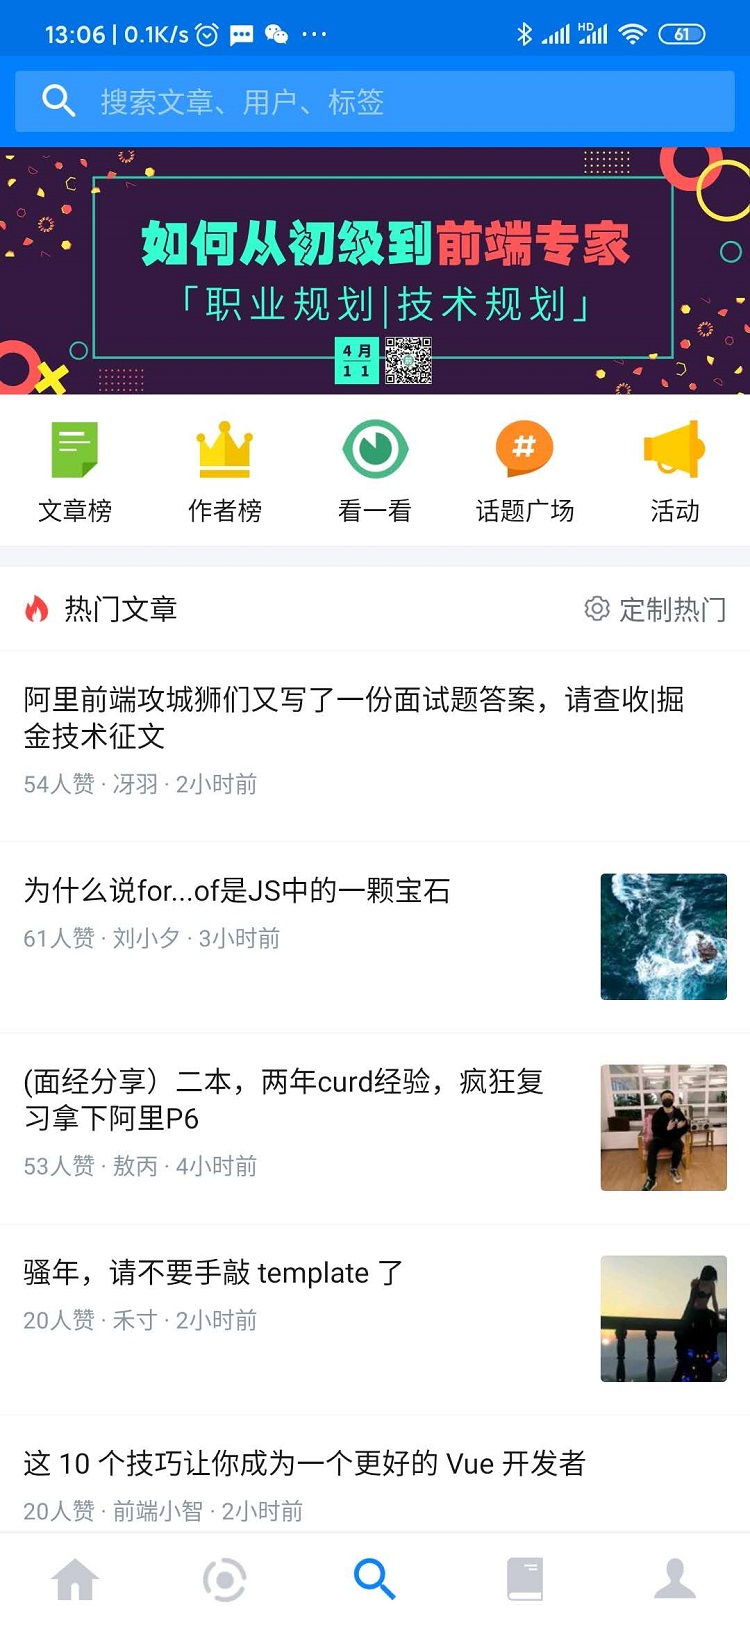 13:06 | 0.1K/s
HD
61
搜索文章、用户、标签
如何从初级到前端专家
「职业规划|技术规划」
4月
11
文章榜
作者榜
看一看
#
话题广场
活动
热门文章
定制热门
阿里前端攻城狮们又写了一份面试题答案，请查收|掘
金技术征文
54人赞 · 冴羽 · 2小时前
为什么说for...of是JS中的一颗宝石
61人赞 · 刘小夕 · 3小时前
(面经分享）二本，两年curd经验，疯狂复
习拿下阿里P6
53人赞 · 敖丙 · 4小时前
骚年，请不要手敲 template 了
20人赞 · 禾寸 · 2小时前
这 10 个技巧让你成为一个更好的 Vue 开发者
20人赞 · 前端小智 · 2小时前